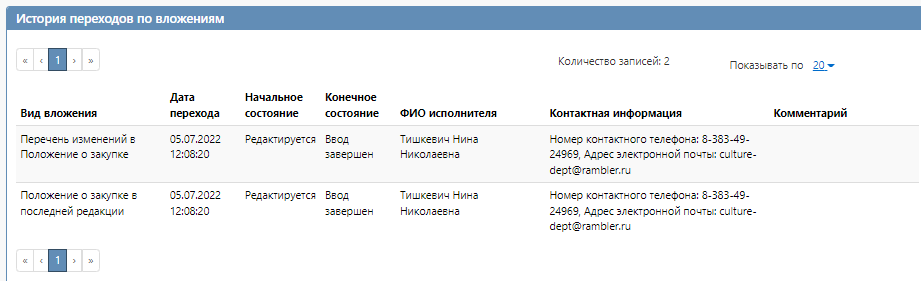 История переходов по вложениям
« ‹ 1 › »
Количество записей: 2
Показывать по 20
Вид вложения
Дата перехода
Начальное состояние
Конечное состояние
ФИО исполнителя
Контактная информация
Комментарий
Перечень изменений в
Положение о закупке
05.07.2022
12:08:20
Редактируется
Ввод
завершен
Тишкевич Нина
Николаевна
Номер контактного телефона: 8-383-49-
24969, Адрес электронной почты: culture-
dept@rambler.ru
Положение о закупке в
последней редакции
05.07.2022
12:08:20
Редактируется
Ввод
завершен
Тишкевич Нина
Николаевна
Номер контактного телефона: 8-383-49-
24969, Адрес электронной почты: culture-
dept@rambler.ru
« ‹ 1 › »